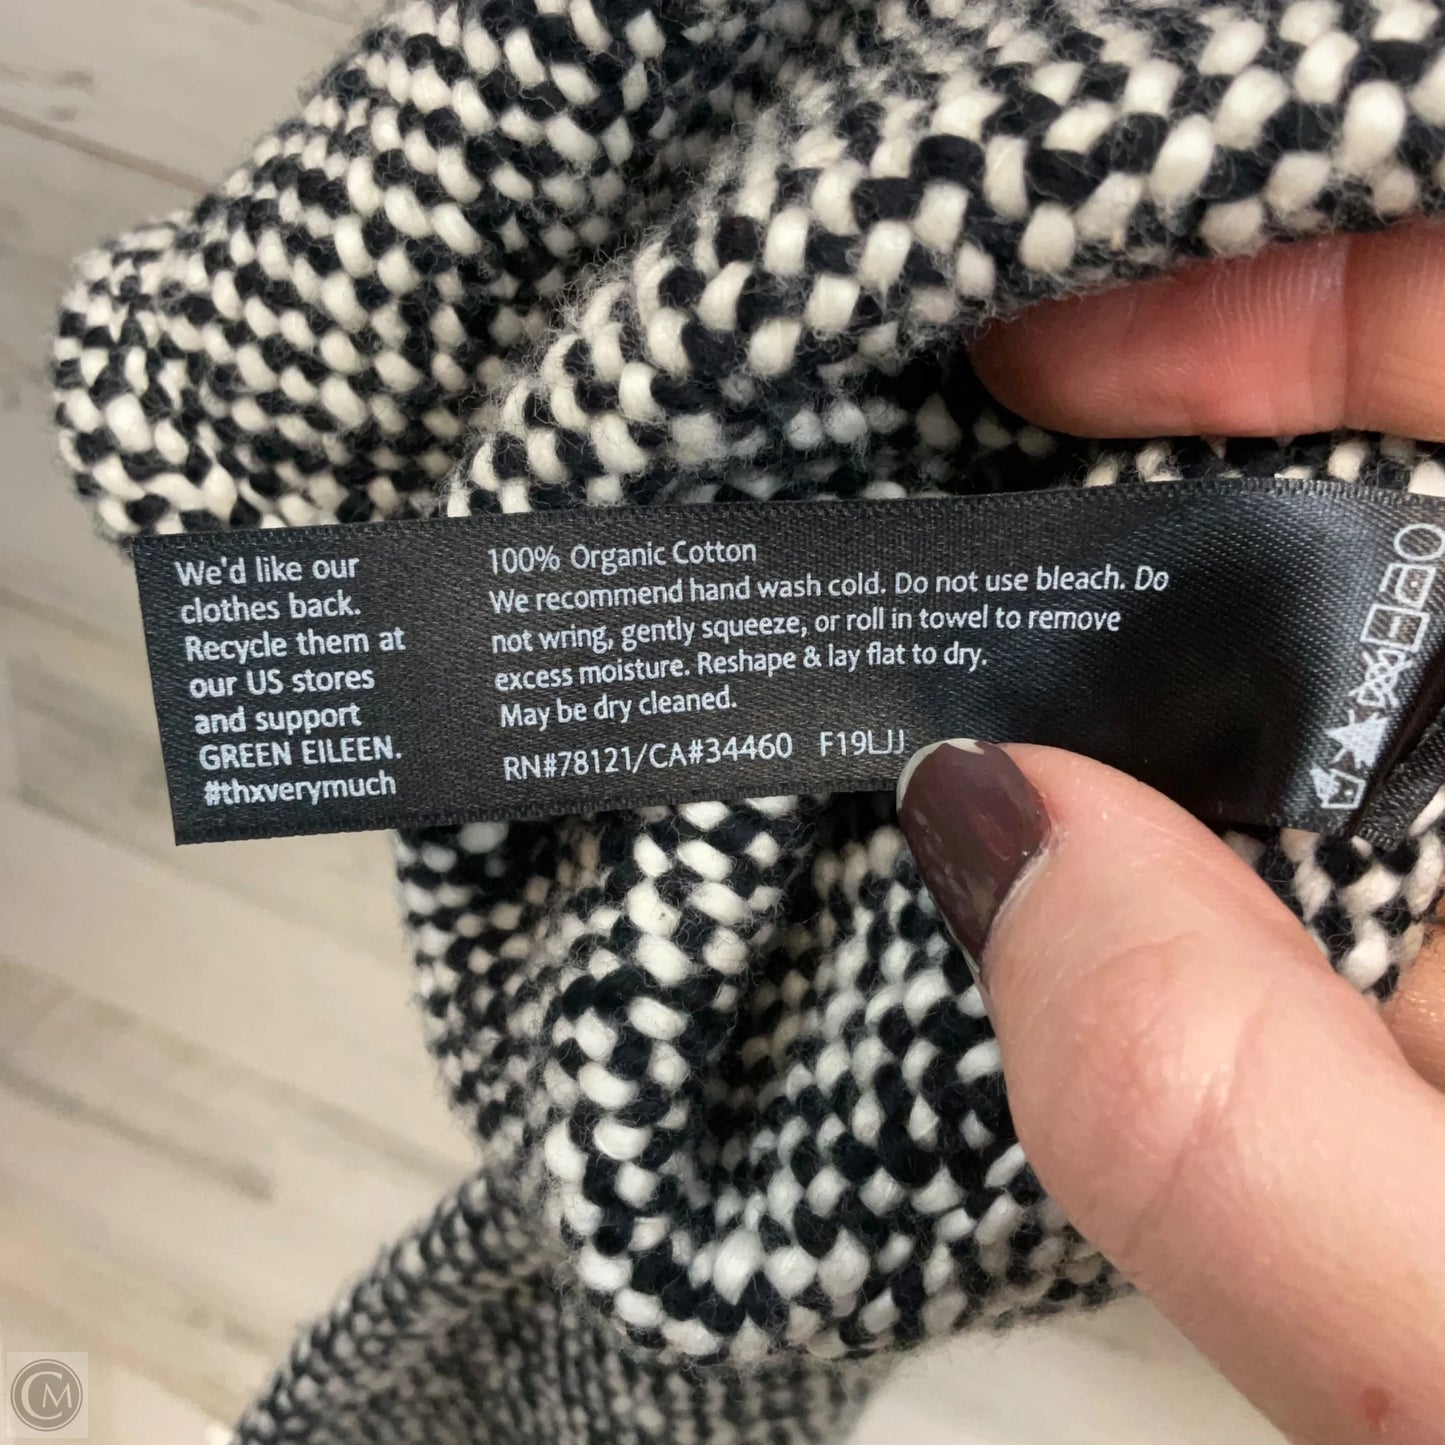 We'd like our
clothes back.
Recycle them at
our US stores
and support
GREEN EILEEN.
#thxverymuch
100% Organic Cotton
We recommend hand wash cold. Do not use bleach. Do
not wring, gently squeeze, or roll in towel to remove
excess moisture. Reshape & lay flat to dry.
May be dry cleaned.
RN#78121/CA#34460 F19LJJ
CM